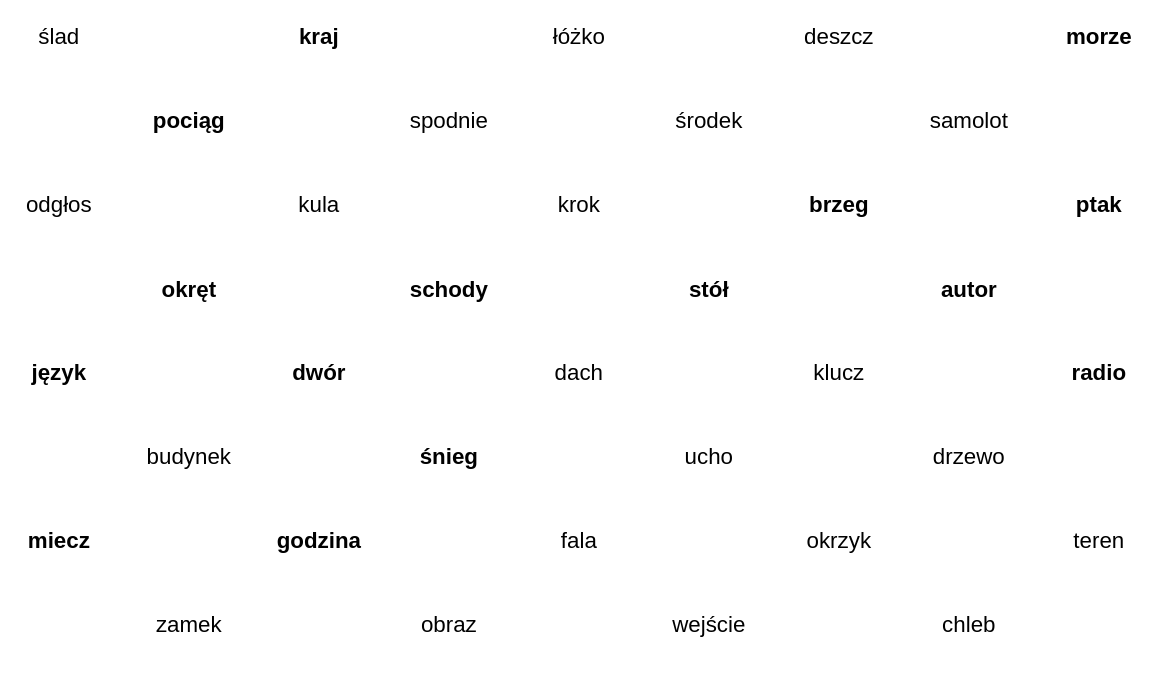 ślad kraj łóżko deszcz morze
pociąg spodnie środek samolot
odgłos kula krok brzeg ptak
okręt schody stół autor
język dwór dach klucz radio
budynek śnieg ucho drzewo
miecz godzina fala okrzyk teren
zamek obraz wejście chleb